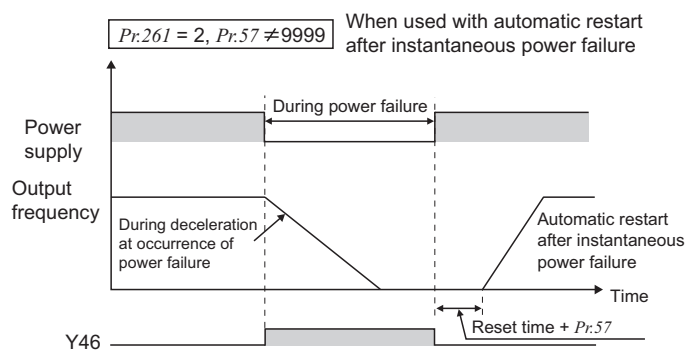 Pr.261 = 2, Pr.57 ≠9999
When used with automatic restart
after instantaneous power failure
During power failure
Power
supply
Output
frequency
During deceleration
at occurrence of
power failure
Automatic restart
after instantaneous
power failure
Time
Reset time + Pr.57
Y46